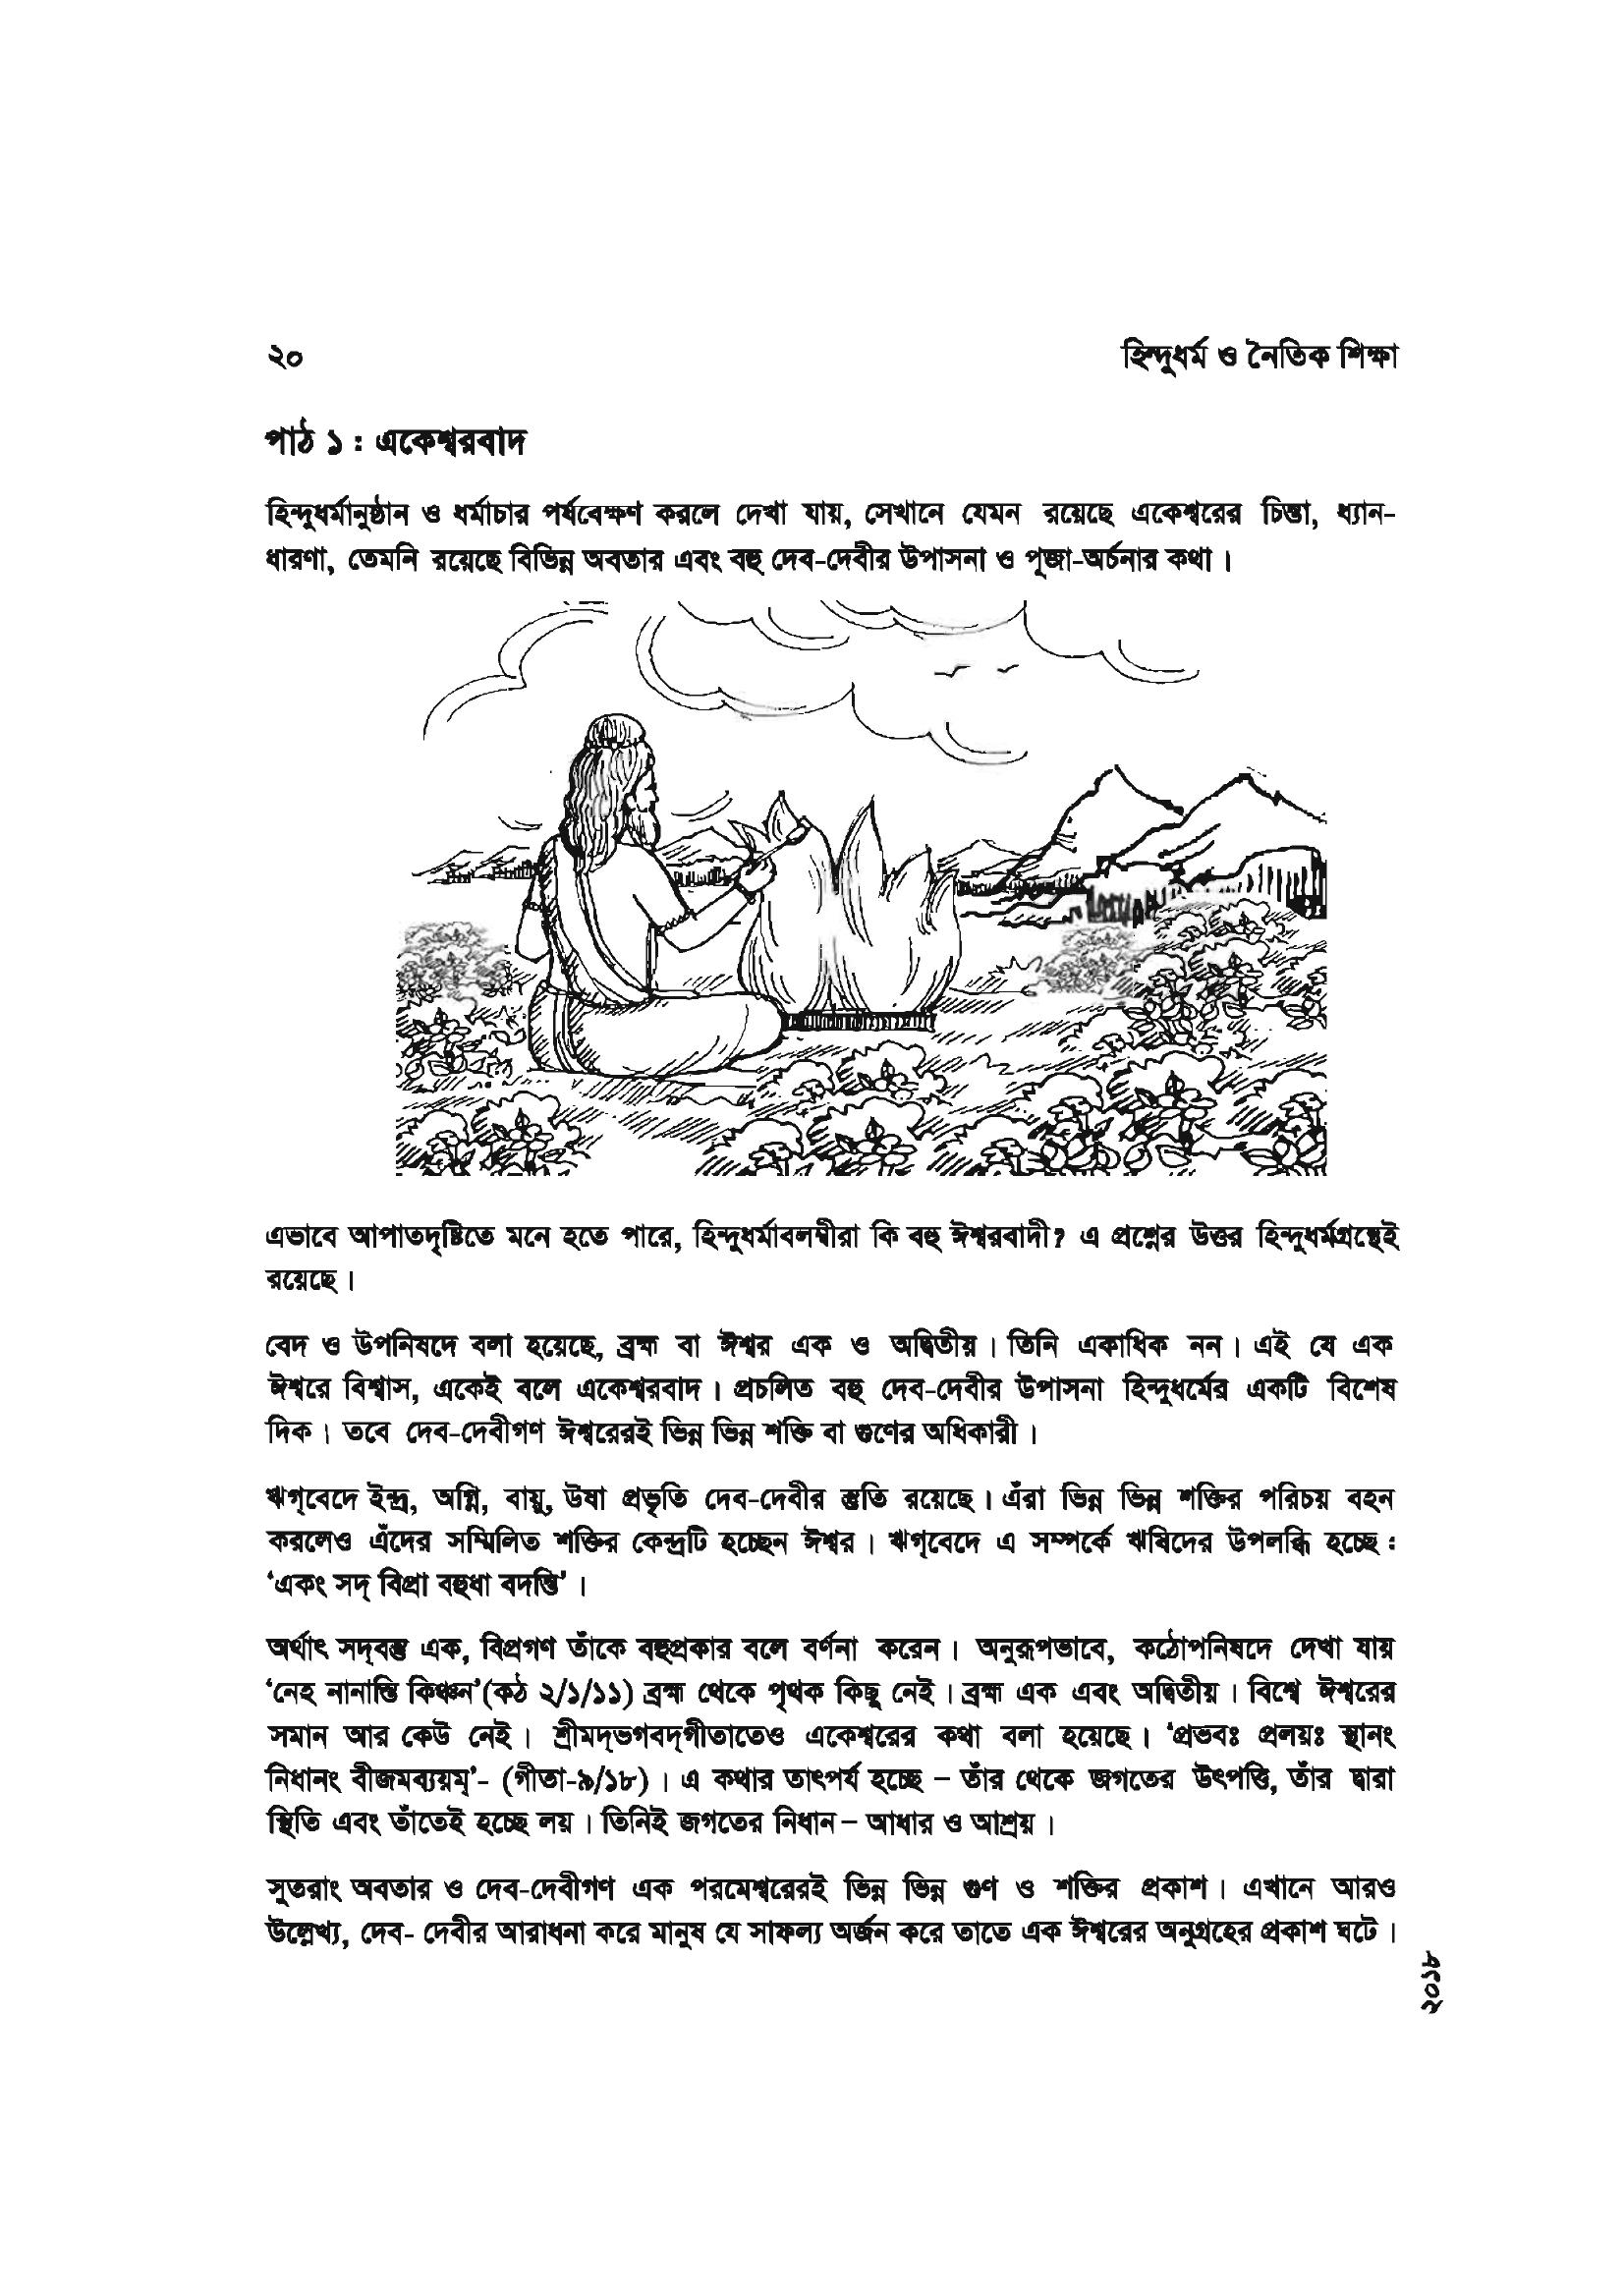 ২০
হিন্দুধর্ম ও নৈতিক শিক্ষা
পাঠ ১ : একেশ্বরবাদ
হিন্দুধর্মানুষ্ঠান ও ধর্মাচার পর্যবেক্ষণ করলে দেখা যায়, সেখানে যেমন রয়েছে একেশ্বরের চিন্তা, ধ্যান-
ধারণা, তেমনি রয়েছে বিভিন্ন অবতার এবং বহু দেব-দেবীর উপাসনা ও পূজা-অর্চনার কথা।
এভাবে আপাতদৃষ্টিতে মনে হতে পারে, হিন্দুধর্মাবলম্বীরা কি বহু ঈশ্বরবাদী? এ প্রশ্নের উত্তর হিন্দুধর্মগ্রন্থেই
রয়েছে।
বেদ ও উপনিষদে বলা হয়েছে, ব্রহ্ম বা ঈশ্বর এক ও অদ্বিতীয়। তিনি একাধিক নন। এই যে এক
ঈশ্বরে বিশ্বাস, একেই বলে একেশ্বরবাদ। প্রচলিত বহু দেব-দেবীর উপাসনা হিন্দুধর্মের একটি বিশেষ
দিক। তবে দেব-দেবীগণ ঈশ্বরেরই ভিন্ন ভিন্ন শক্তি বা গুণের অধিকারী।
ঋগ্‌বেদে ইন্দ্র, অগ্নি, বায়ু, উষা প্রভৃতি দেব-দেবীর স্তুতি রয়েছে। এঁরা ভিন্ন ভিন্ন শক্তির পরিচয় বহন
করলেও এঁদের সম্মিলিত শক্তির কেন্দ্রটি হচ্ছেন ঈশ্বর। ঋগ্‌বেদে এ সম্পর্কে ঋষিদের উপলব্ধি হচ্ছে :
‘একং সদ্ বিপ্রা বহুধা বদন্তি’।
অর্থাৎ সদ্‌বস্তু এক, বিপ্রগণ তাঁকে বহুপ্রকার বলে বর্ণনা করেন। অনুরূপভাবে, কঠোপনিষদে দেখা যায়
‘নেহ নানাস্তি কিঞ্চন’(কঠ ২/১/১১) ব্রহ্ম থেকে পৃথক কিছু নেই। ব্রহ্ম এক এবং অদ্বিতীয়। বিশ্বে ঈশ্বরের
সমান আর কেউ নেই। শ্রীমদ্‌ভগবদ্‌গীতাতেও একেশ্বরের কথা বলা হয়েছে। ‘প্রভবঃ প্রলয়ঃ স্থানং
নিধানং বীজমব্যয়ম্’- (গীতা-৯/১৮)। এ কথার তাৎপর্য হচ্ছে – তাঁর থেকে জগতের উৎপত্তি, তাঁর দ্বারা
স্থিতি এবং তাঁতেই হচ্ছে লয়। তিনিই জগতের নিধান – আধার ও আশ্রয়।
সুতরাং অবতার ও দেব-দেবীগণ এক পরমেশ্বরেরই ভিন্ন ভিন্ন গুণ ও শক্তির প্রকাশ। এখানে আরও
উল্লেখ্য, দেব- দেবীর আরাধনা করে মানুষ যে সাফল্য অর্জন করে তাতে এক ঈশ্বরের অনুগ্রহের প্রকাশ ঘটে।
২০১৮